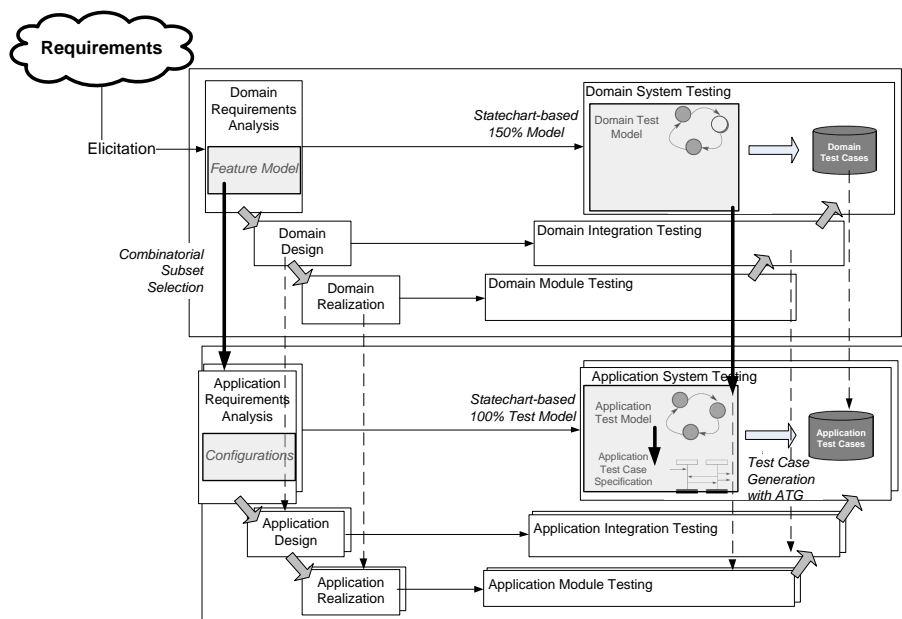 Requirements
Domain
Requirements
Analysis
Feature Model
Elicitation
Statechart-based
150% Model
Domain System Testing
Domain Test
Model
Domain
Test Cases
Combinatorial
Subset
Selection
Domain
Design
Domain Integration Testing
Domain
Realization
Domain Module Testing
Application
Requirements
Analysis
Configurations
Statechart-based
100% Test Model
Application System Testing
Application
Test Model
Application
Test Case
Specification
Application
Test Cases
Test Case
Generation
with ATG
Application
Design
Application Integration Testing
Application
Realization
Application Module Testing